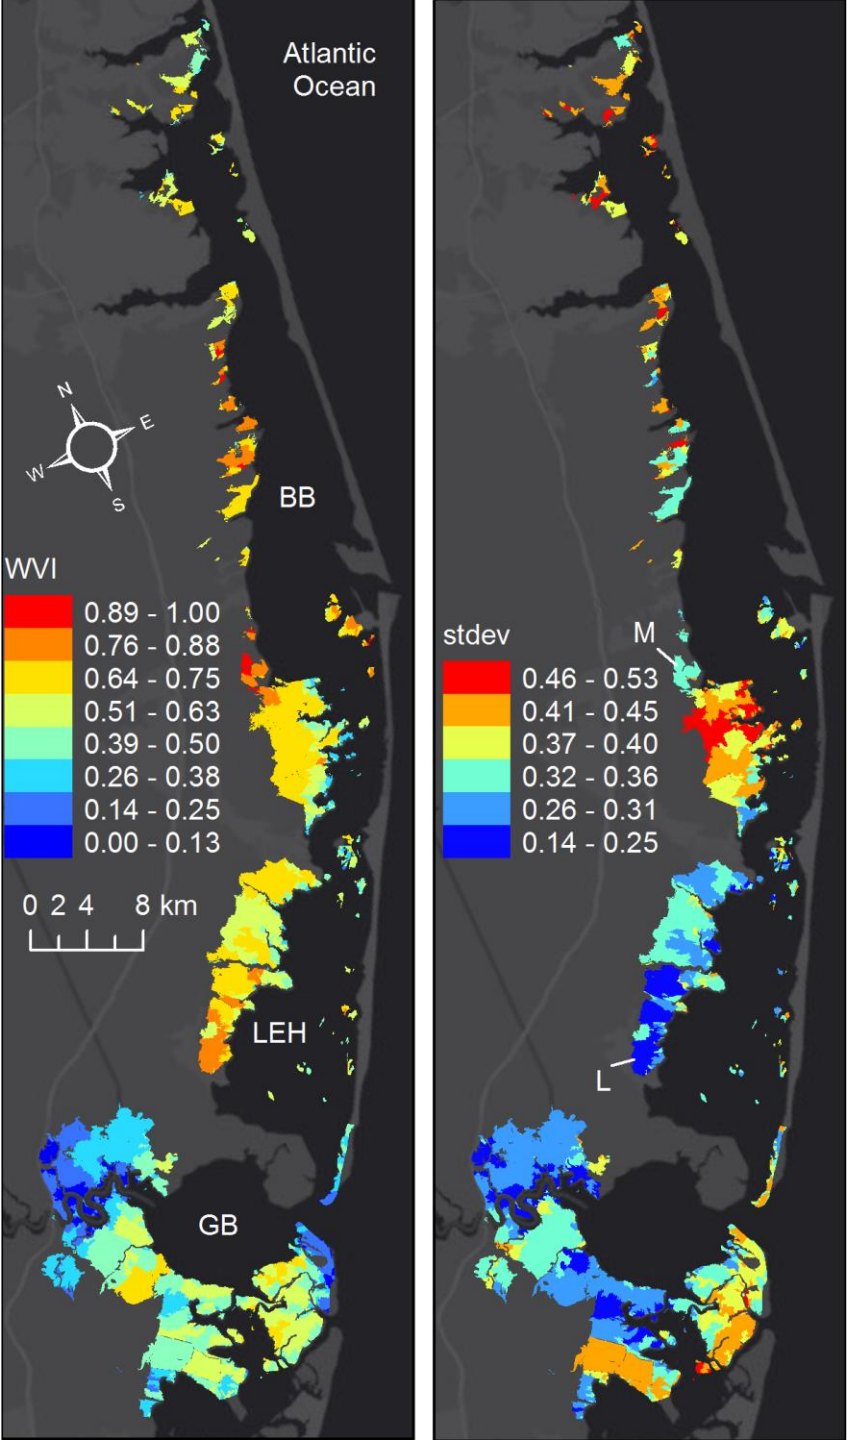 Atlantic
Ocean
N
E
W
S
BB
WVI
0.89 - 1.00
0.76 - 0.88
0.64 - 0.75
0.51 - 0.63
0.39 - 0.50
0.26 - 0.38
0.14 - 0.25
0.00 - 0.13
0 2 4 8 km
LEH
GB
M
stdev
0.46 - 0.53
0.41 - 0.45
0.37 - 0.40
0.32 - 0.36
0.26 - 0.31
0.14 - 0.25
L